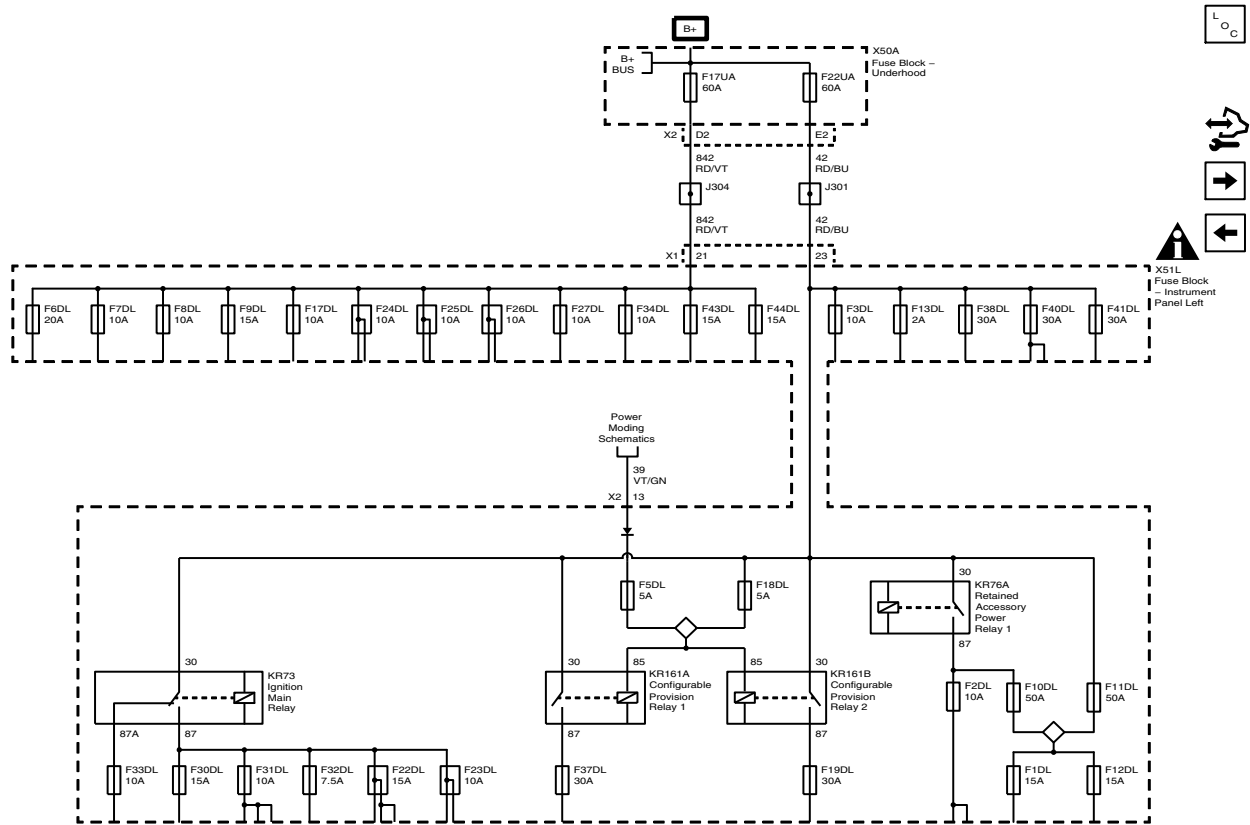 B+
L
O
C
X50A
Fuse Block –
Underhood
B+
BUS
F17UA
60A
F22UA
60A
X2
D2
E2
842
RD/VT
42
RD/BU
J304
J301
842
RD/VT
42
RD/BU
X1
21
23
i
X51L
Fuse Block
– Instrument
Panel Left
F6DL
20A
F7DL
10A
F8DL
10A
F9DL
15A
F17DL
10A
F24DL
10A
F25DL
10A
F26DL
10A
F27DL
10A
F34DL
10A
F43DL
15A
F44DL
15A
F3DL
10A
F13DL
2A
F38DL
30A
F40DL
30A
F41DL
30A
Power
Moding
Schematics
39
VT/GN
X2
13
F5DL
5A
F18DL
5A
30
KR76A
Retained
Accessory
Power
Relay 1
87
30
KR73
Ignition
Main
Relay
87A
87
30
85
KR161A
Configurable
Provision
Relay 1
87
85
30
KR161B
Configurable
Provision
Relay 2
87
F2DL
10A
F10DL
50A
F11DL
50A
F33DL
10A
F30DL
15A
F31DL
10A
F32DL
7.5A
F22DL
15A
F23DL
10A
F37DL
30A
F19DL
30A
F1DL
15A
F12DL
15A